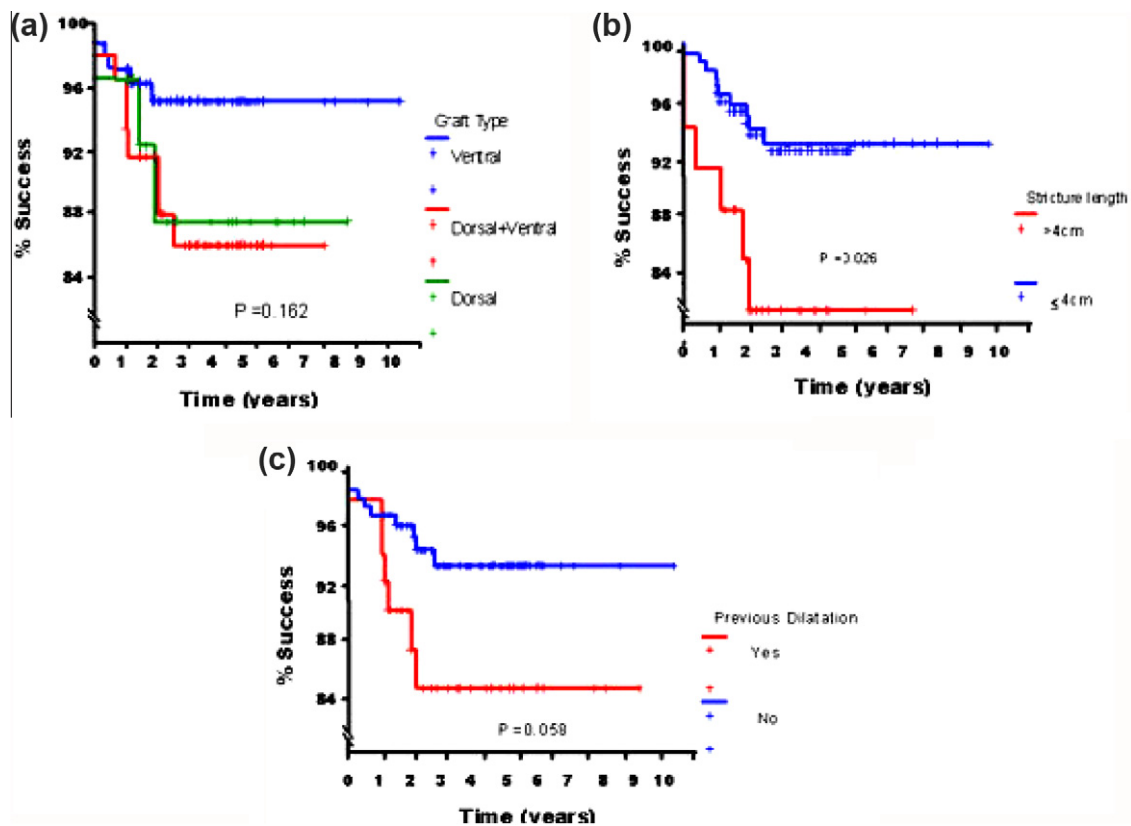 (a)
100
96
92
88
84
% Success
Graft Type
Ventral
Dorsal+Ventral
Dorsal
P =0.162
0 1 2 3 4 5 6 7 8 9 10
Time (years)
(b)
100
96
92
88
84
% Success
Stricture length
>4cm
≤4cm
P =0.026
0 1 2 3 4 5 6 7 8 9 10
Time (years)
(c)
100
96
92
88
84
% Success
Previous Dilatation
Yes
No
P=0.058
0 1 2 3 4 5 6 7 8 9 10
Time (years)